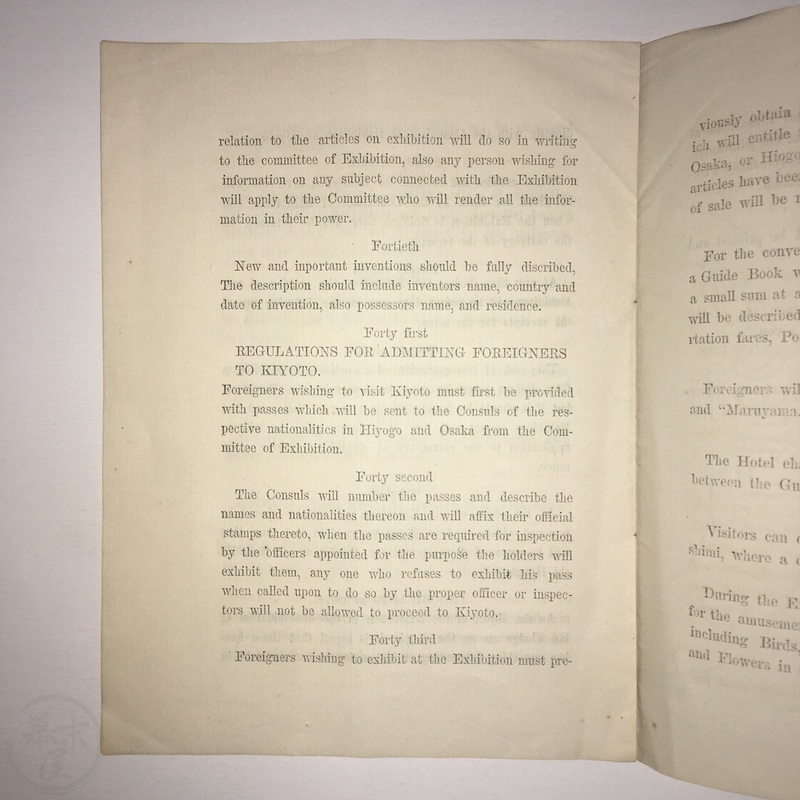 relation to the articles on exhibition will do so in writing
to the committee of Exhibition, also any person wishing for
information on any subject connected with the Exhibition
will apply to the Committee who will render all the infor-
mation in their power.
Fortieth
New and inportant inventions should be fully discribed,
The description should include inventors name, country and
date of invention, also possessors name, and residence.
Forty first
REGULATIONS FOR ADMITTING FOREIGNERS
TO KIYOTO.
Foreigners wishing to visit Kiyoto must first be provided
with passes which will be sent to the Consuls of the res-
pective nationalities in Hiyogo and Osaka from the Com-
mittee of Exhibition.
Forty second
The Consuls will number the passes and describe the
names and nationalities thereon and will affix their official
stamps thereto, when the passes are required for inspection
by the officers appointed for the purpose the holders will
exhibit them, any one who refuses to exhibit his pass
when called upon to do so by the proper officer or inspec-
tors will not be allowed to proceed to Kiyoto.
Forty third
Foreigners wishing to exhibit at the Exhibition must pre-
viously obtain
ich will entitle
Osaka, or Hiogo
articles have bee
of sale will be
For the conve
a Guide Book
a small sum at
will be described
rtation fares, Po
Foreigners wil
and "Maruyama.
The Hotel ch
between the Gu
Visitors can
shimi, where a
During the E
for the amuseme
including Birds,
and Flowers in